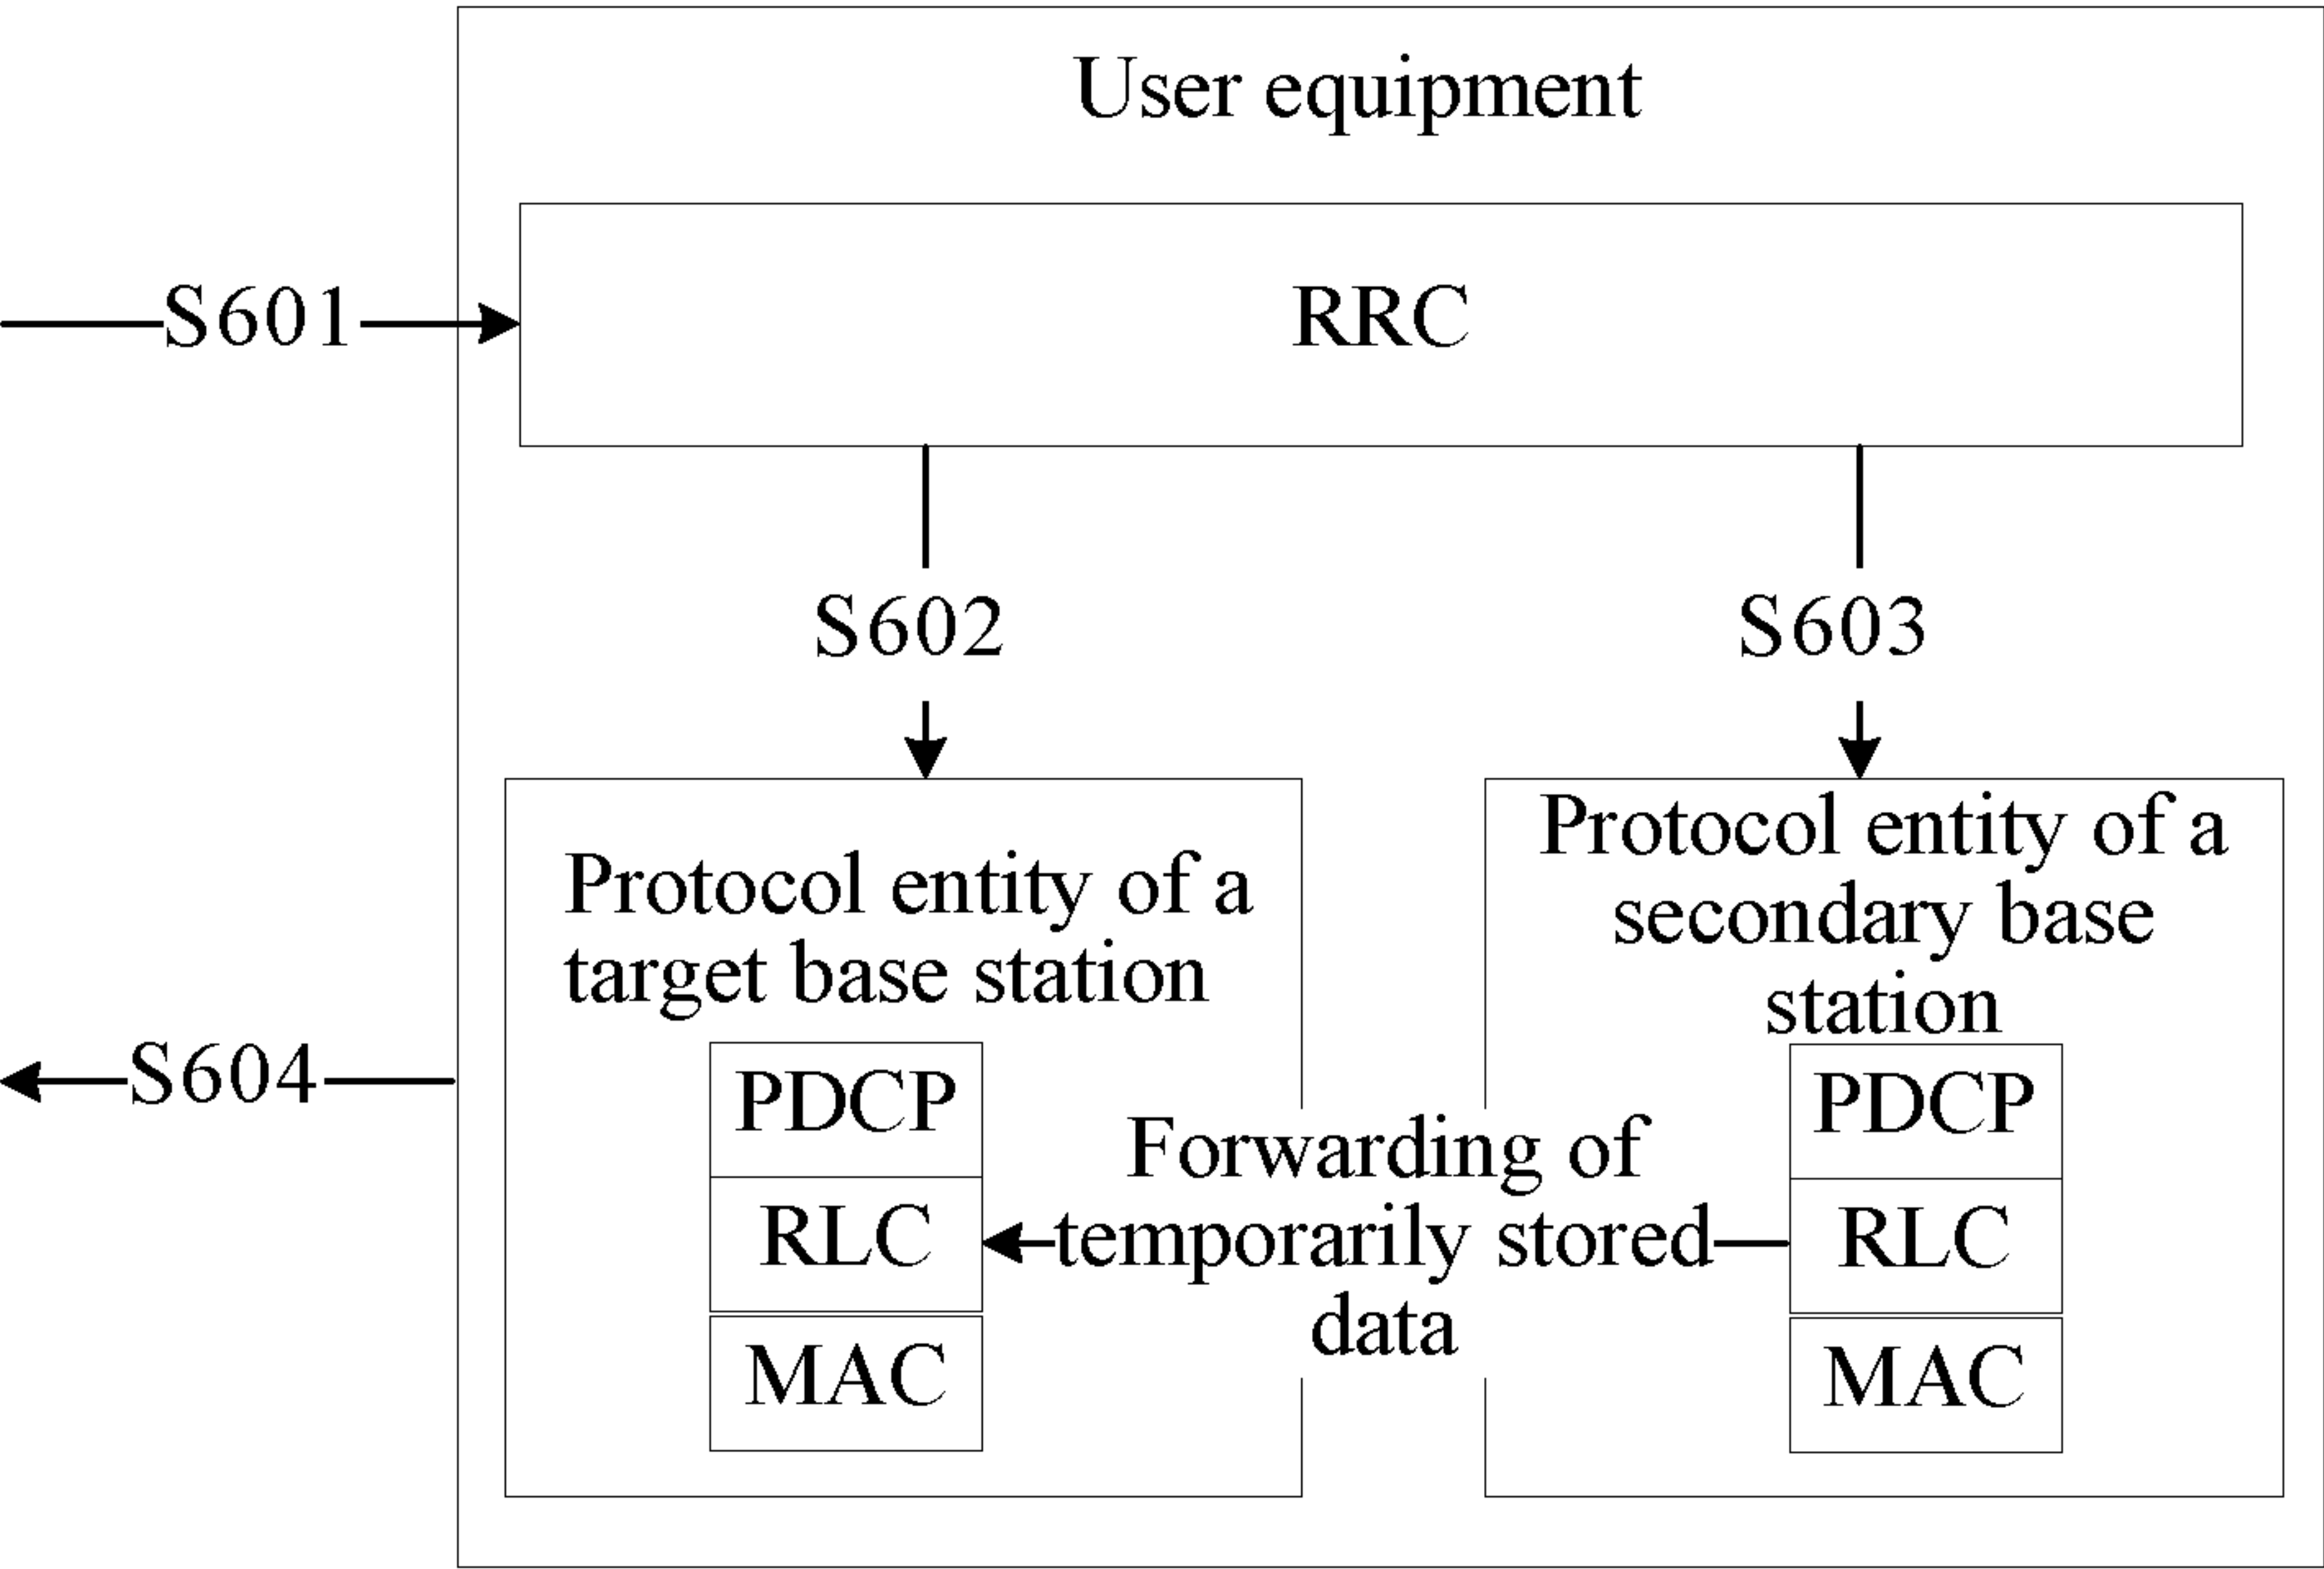 User equipment
S601
RRC
S602
S603
Protocol entity of a
target base station
Protocol entity of a
secondary base
station
S604
PDCP
RLC
MAC
Forwarding of
temporarily stored
data
PDCP
RLC
MAC